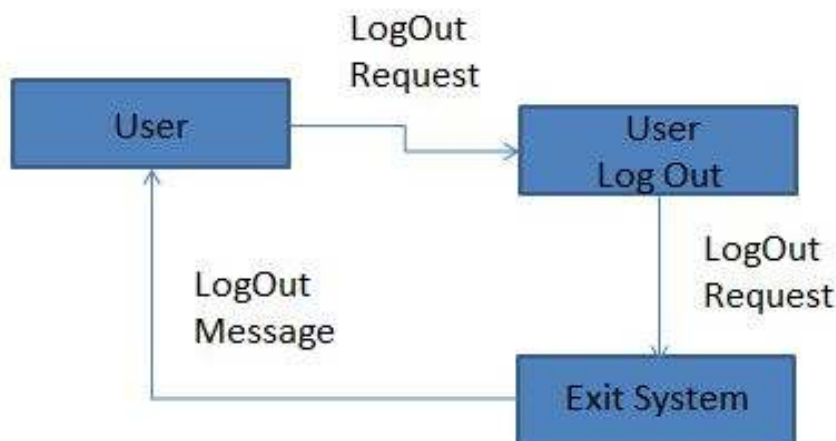 LogOut
Request
User
User
Log Out
LogOut
Request
LogOut
Message
Exit System